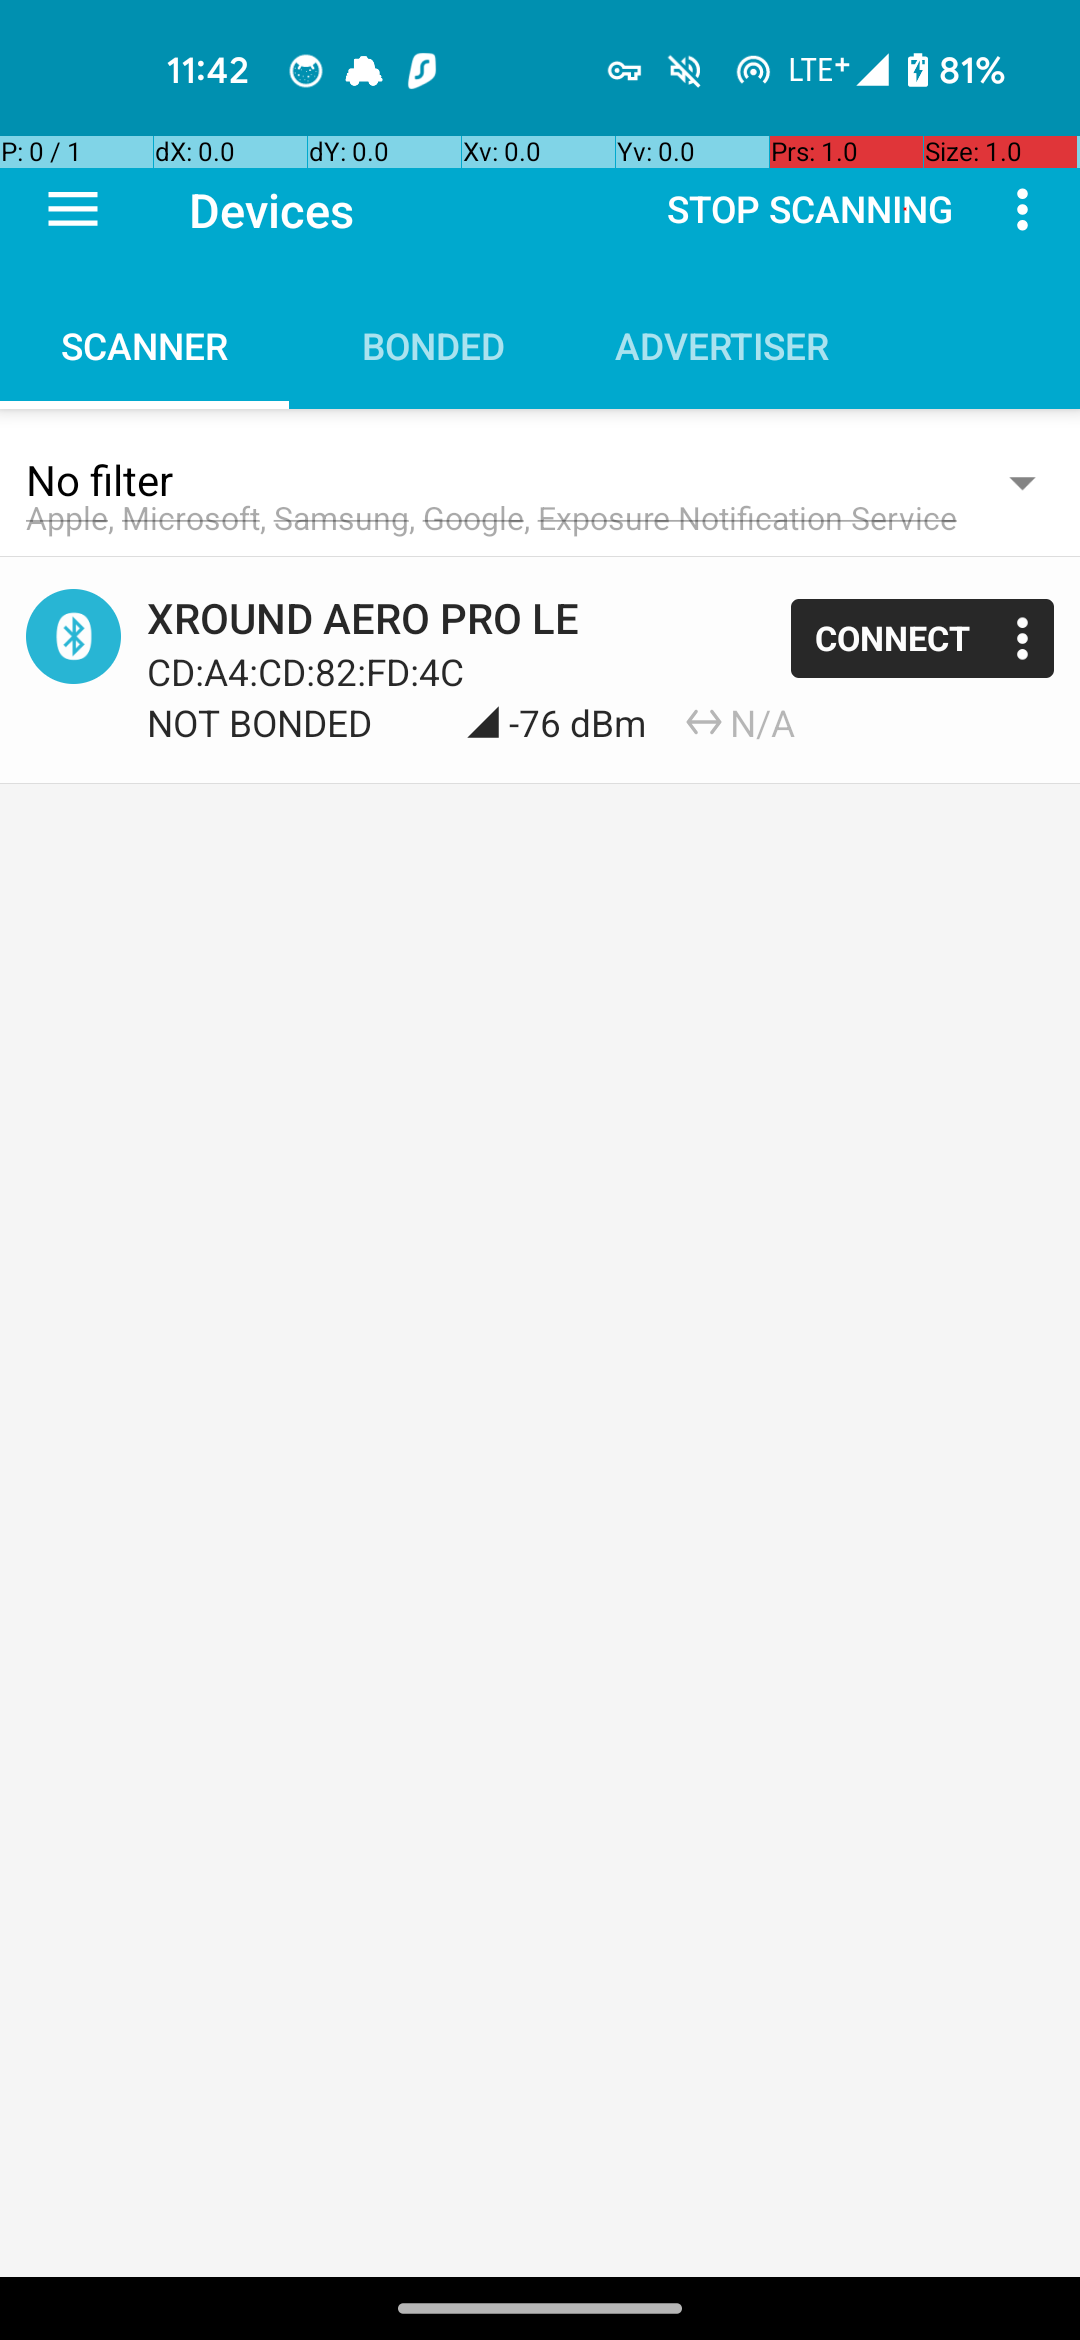 11:42 LTE+ 81%
P: 0 / 1 dX: 0.0 dY: 0.0 Xv: 0.0 Yv: 0.0 Prs: 1.0 Size: 1.0
Devices STOP SCANNING
SCANNER BONDED ADVERTISER
No filter
Apple, Microsoft, Samsung, Google, Exposure Notification Service
XROUND AERO PRO LE
CONNECT
CD:A4:CD:82:FD:4C
NOT BONDED -76 dBm N/A